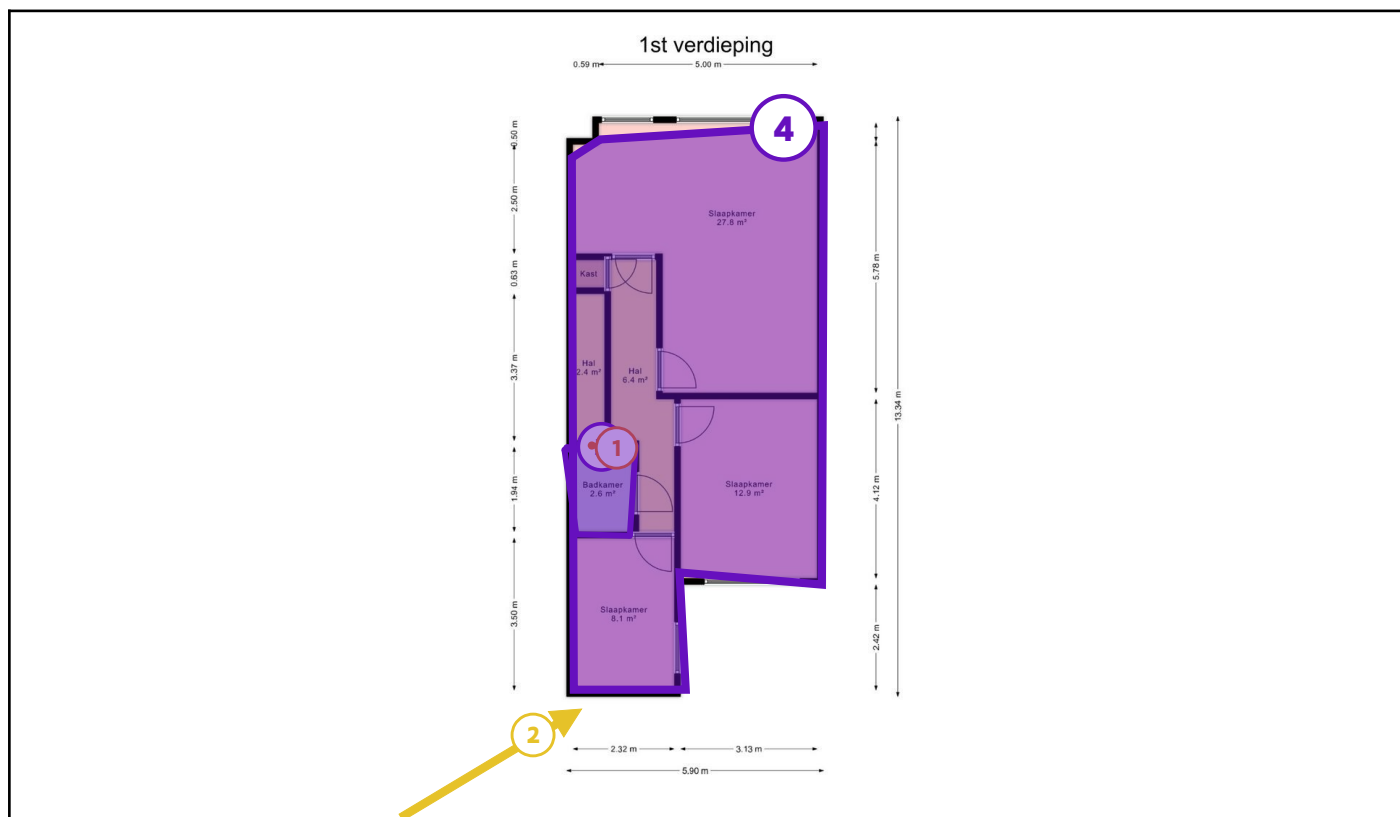 1st verdieping
0.59 m
5.00 m
4
0.50 m
2.50 m
Slaapkamer
27.8 m²
0.63 m
Kast
5.78 m
3.37 m
Hal
2.4 m²
Hal
6.4 m²
13.34 m
1
1.94 m
Badkamer
2.6 m²
Slaapkamer
12.9 m²
4.12 m
3.50 m
Slaapkamer
8.1 m²
2.42 m
2
2.32 m
3.13 m
5.90 m